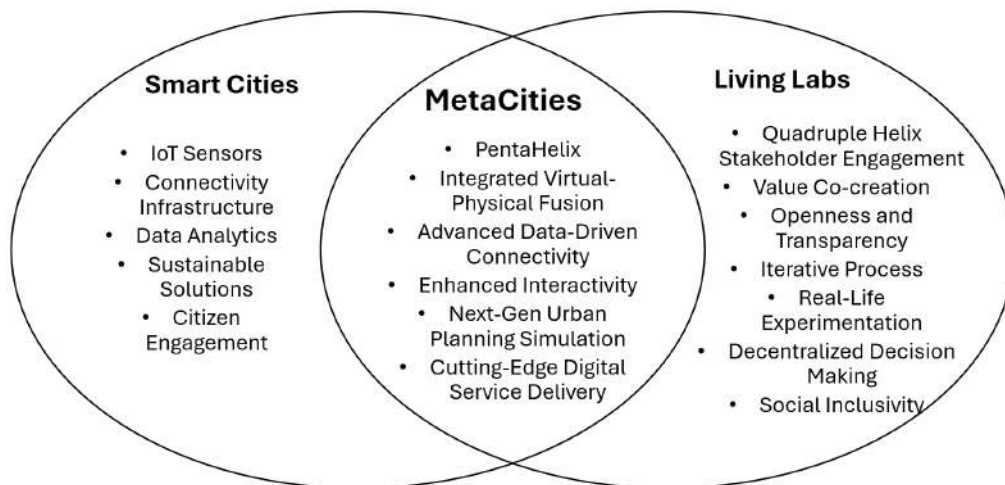 Smart Cities
• IoT Sensors
• Connectivity
Infrastructure
• Data Analytics
• Sustainable
Solutions
• Citizen
Engagement
MetaCities
• PentaHelix
• Integrated Virtual-
Physical Fusion
• Advanced Data-Driven
Connectivity
• Enhanced Interactivity
• Next-Gen Urban
Planning Simulation
• Cutting-Edge Digital
Service Delivery
Living Labs
• Quadruple Helix
Stakeholder Engagement
• Value Co-creation
• Openness and
Transparency
• Iterative Process
• Real-Life
Experimentation
• Decentralized Decision
Making
• Social Inclusivity